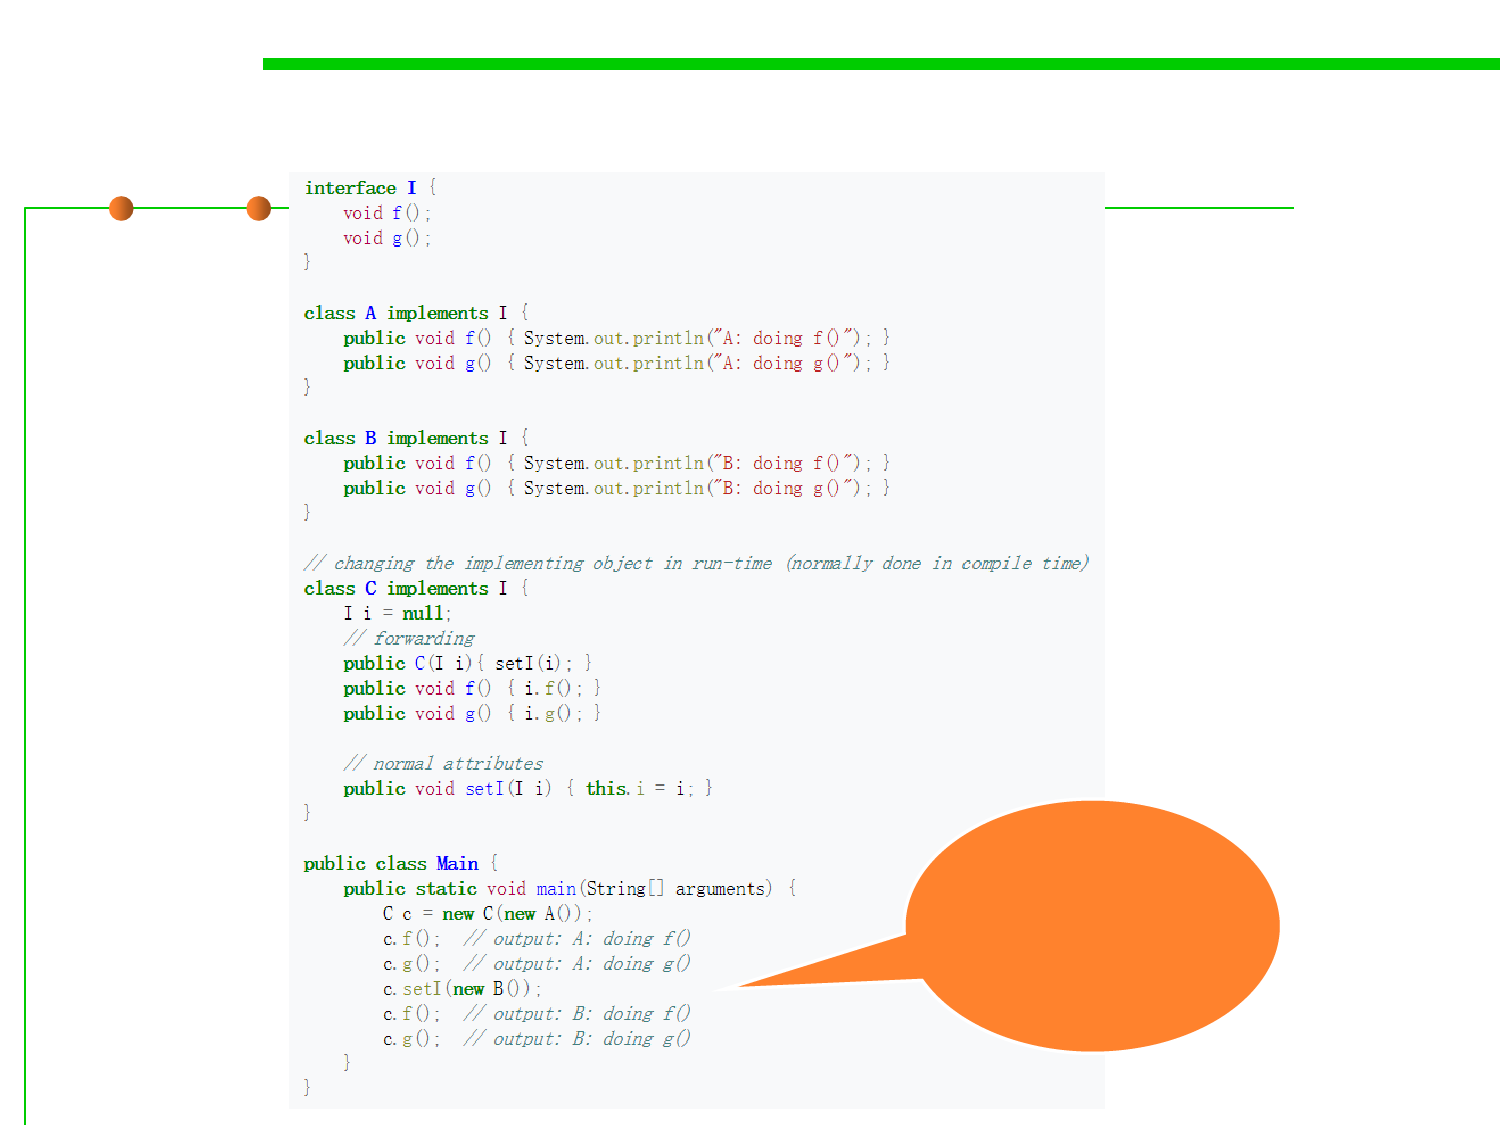 interface I {
    void f();
    void g();
}

class A implements I {
    public void f() { System.out.println("A: doing f()"); }
    public void g() { System.out.println("A: doing g()"); }
}

class B implements I {
    public void f() { System.out.println("B: doing f()"); }
    public void g() { System.out.println("B: doing g()"); }
}

// changing the implementing object in run-time (normally done in compile time)
class C implements I {
    I i = null;
    // forwarding
    public C(I i){ setI(i); }
    public void f() { i.f(); }
    public void g() { i.g(); }

    // normal attributes
    public void setI(I i) { this.i = i; }
}

public class Main {
    public static void main(String[] arguments) {
        C c = new C(new A());
        c.f();  // output: A: doing f()
        c.g();  // output: A: doing g()
        c.setI(new B());
        c.f();  // output: B: doing f()
        c.g();  // output: B: doing g()
    }
}